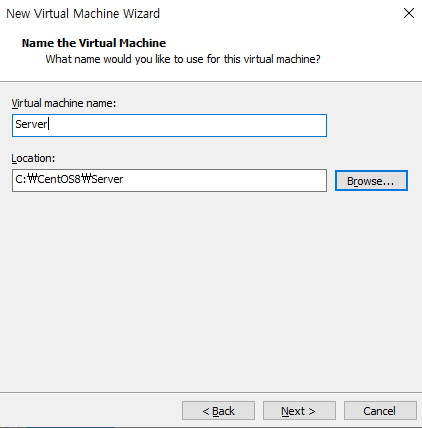 New Virtual Machine Wizard
Name the Virtual Machine
What name would you like to use for this virtual machine?
Virtual machine name:
Server
Location:
C:₩CentOS8₩Server
Browse...
< Back
Next >
Cancel